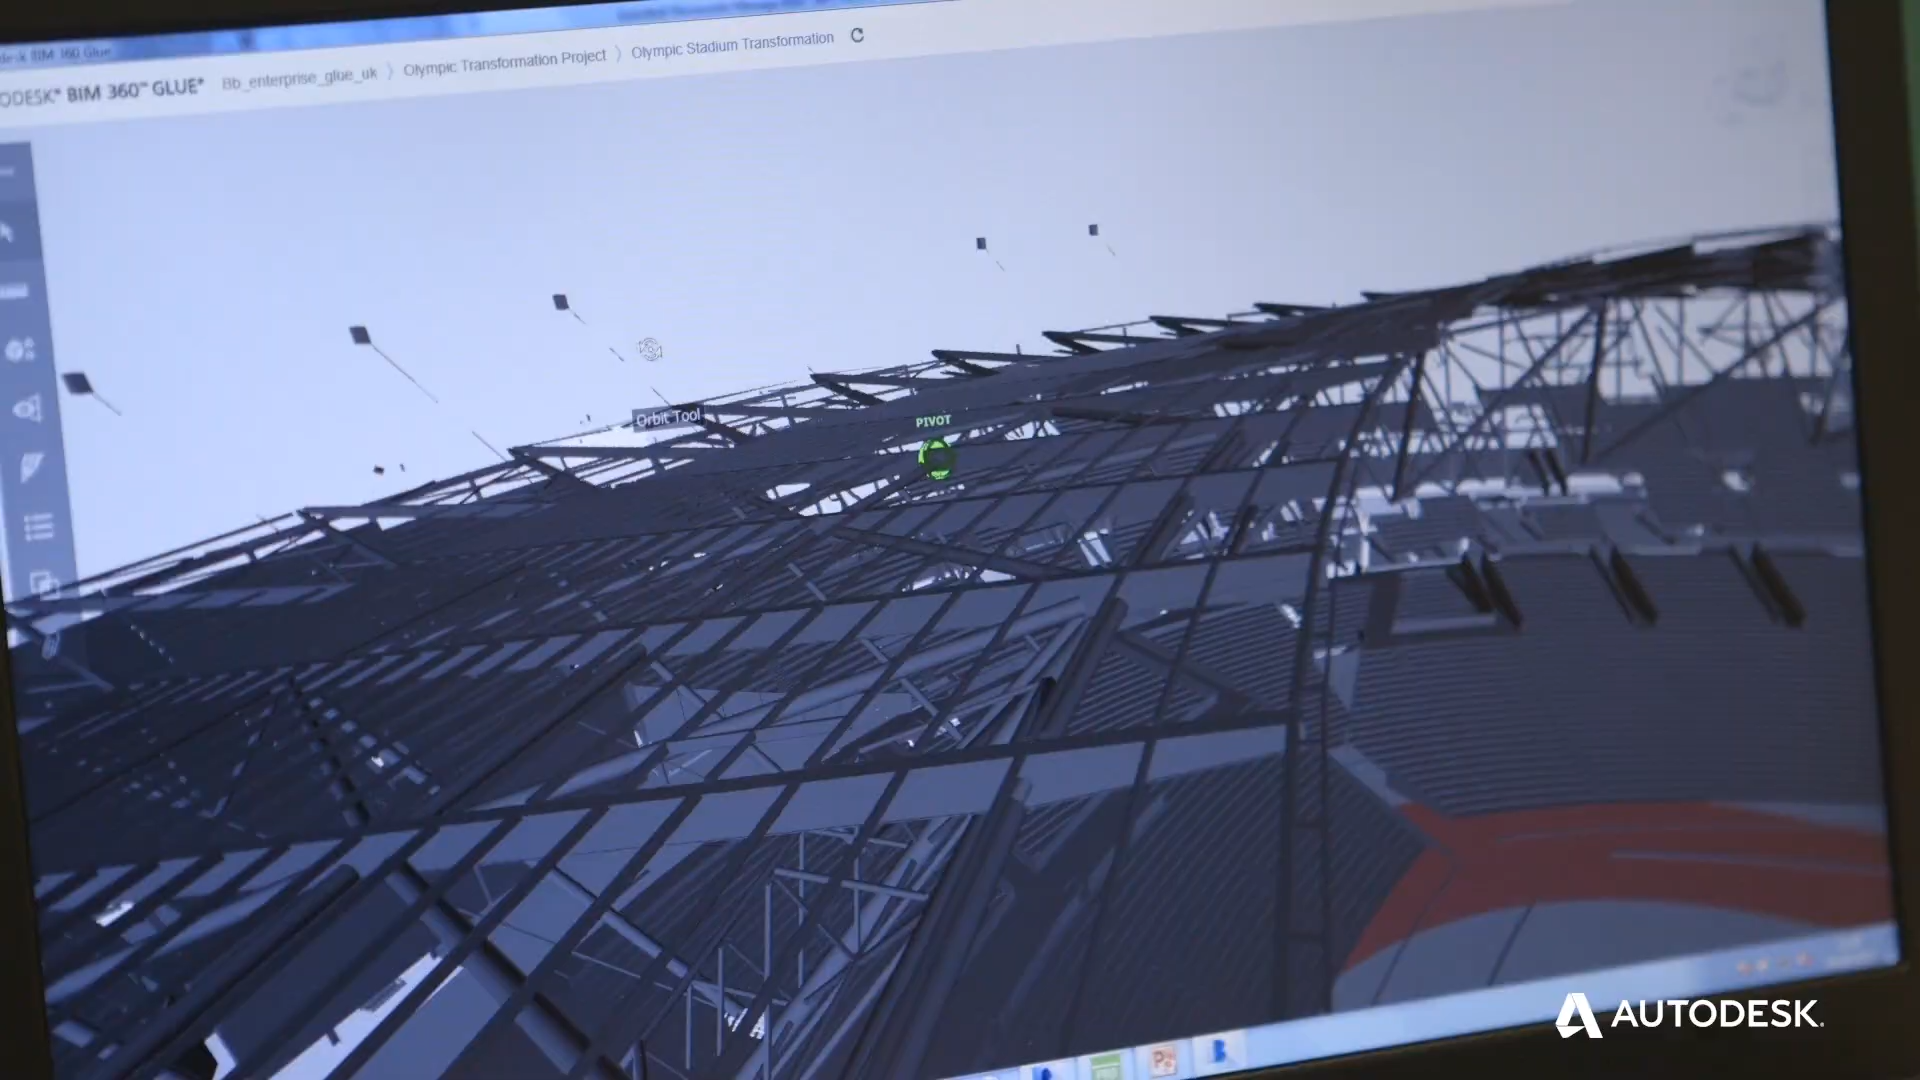 ODESK® BIM 360™ GLUE®
Bb_enterprise_glue_uk 〉 Olympic Transformation Project 〉 Olympic Stadium Transformation
Orbit Tool
PIVOT
AUTODESK.